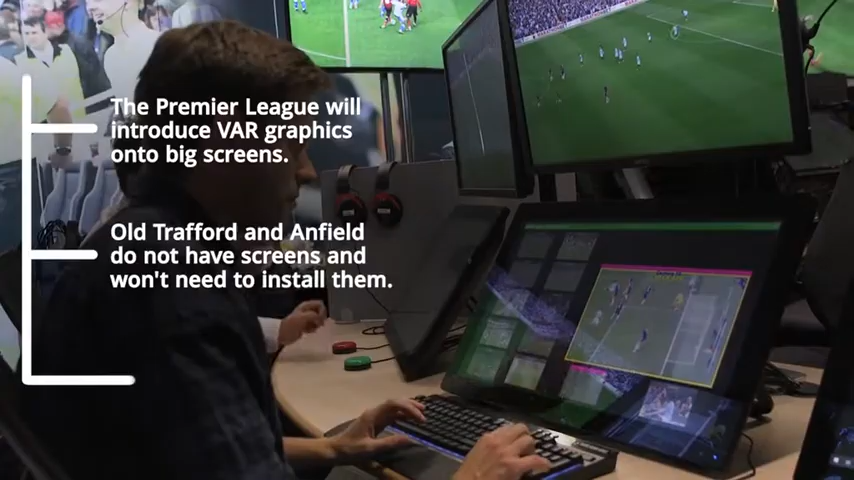 The Premier League will
introduce VAR graphics
onto big screens.
Old Trafford and Anfield
do not have screens and
won't need to install them.